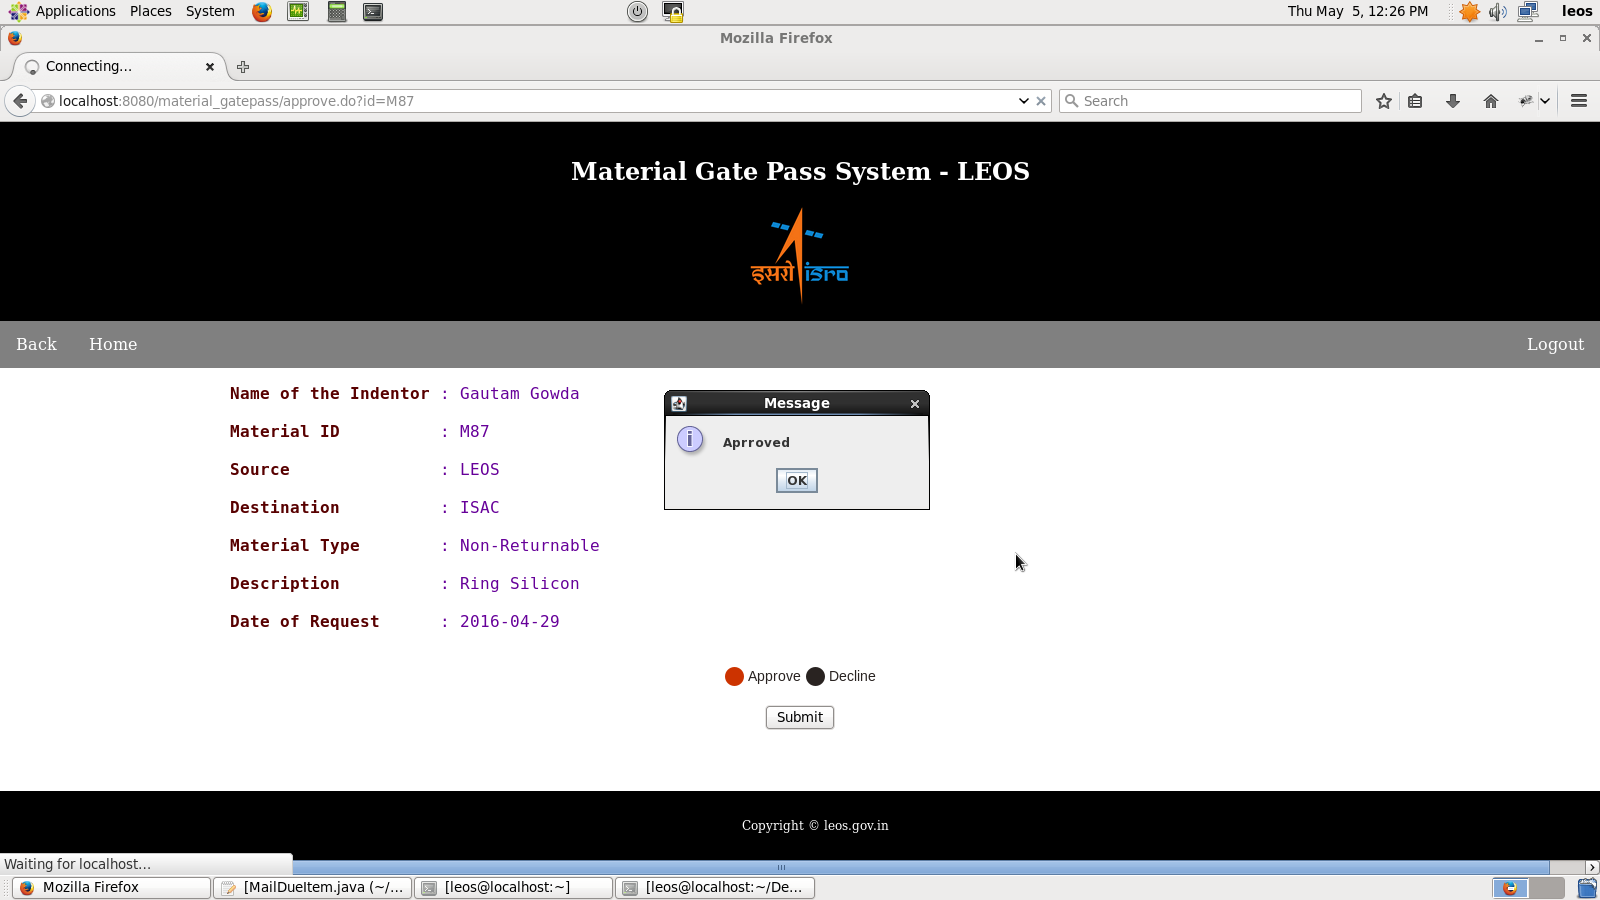 Applications Places System Thu May 5, 12:26 PM leos
Mozilla Firefox
Connecting...
localhost:8080/material_gatepass/approve.do?id=M87 Search
Material Gate Pass System - LEOS
इसरो isro
Back Home Logout
Name of the Indentor : Gautam Gowda
Material ID : M87
Source : LEOS
Destination : ISAC
Material Type : Non-Returnable
Description : Ring Silicon
Date of Request : 2016-04-29
Message
i Aprroved
OK
Approve Decline
Submit
Copyright © leos.gov.in
Waiting for localhost...
Mozilla Firefox [MailDueItem.java (~/... [leos@localhost:~] [leos@localhost:~/De...